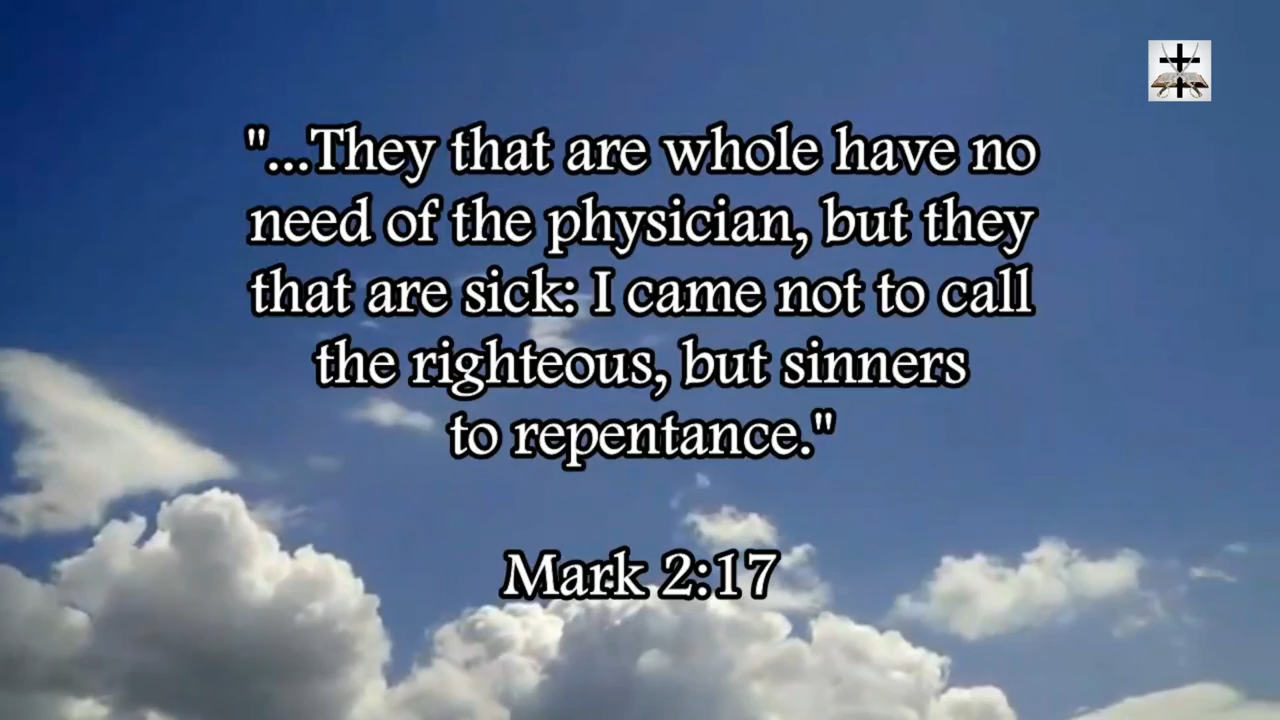 "...They that are whole have no
need of the physician, but they
that are sick: I came not to call
the righteous, but sinners
to repentance."
Mark 2:17